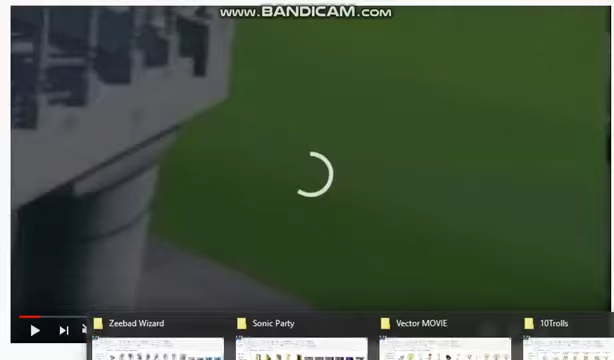 www.BANDICAM.com
Zeebad Wizard
Sonic Party
Vector MOVIE
10Trolls